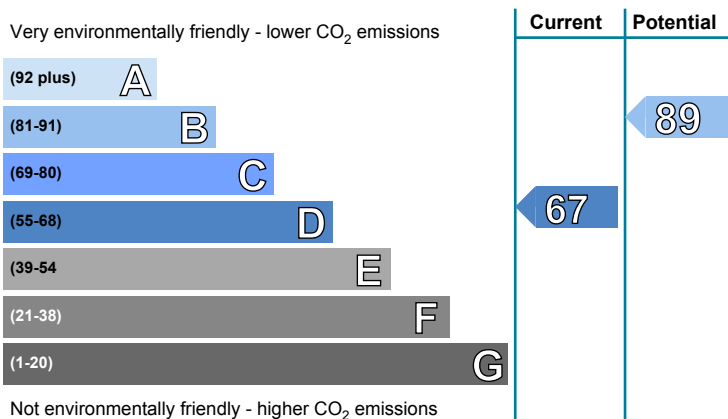 Very environmentally friendly - lower CO2 emissions
Current
Potential
(92 plus) A
(81-91) B
89
(69-80) C
(55-68) D
67
(39-54 E
(21-38) F
(1-20) G
Not environmentally friendly - higher CO2 emissions